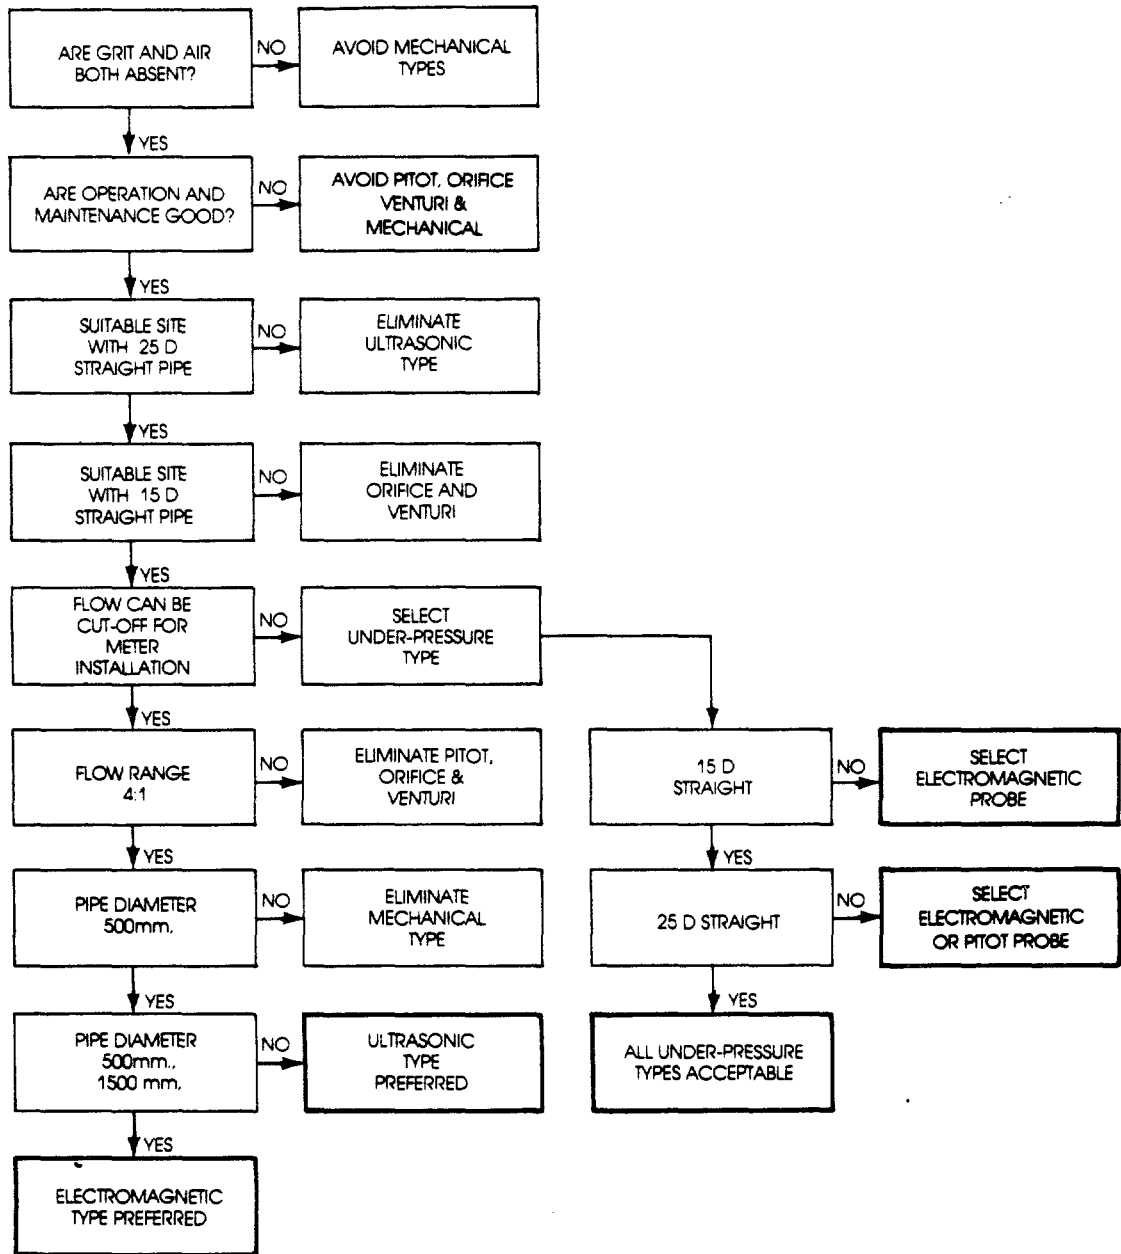 ARE GRIT AND AIR
BOTH ABSENT?
NO
AVOID MECHANICAL
TYPES
YES
ARE OPERATION AND
MAINTENANCE GOOD?
NO
AVOID PITOT, ORIFICE
VENTURI &
MECHANICAL
YES
SUITABLE SITE
WITH 25 D
STRAIGHT PIPE
NO
ELIMINATE
ULTRASONIC
TYPE
YES
SUITABLE SITE
WITH 15 D
STRAIGHT PIPE
NO
ELIMINATE
ORIFICE AND
VENTURI
YES
FLOW CAN BE
CUT-OFF FOR
METER
INSTALLATION
NO
SELECT
UNDER-PRESSURE
TYPE
YES
FLOW RANGE
4:1
NO
ELIMINATE PITOT,
ORIFICE &
VENTURI
15 D
STRAIGHT
NO
SELECT
ELECTROMAGNETIC
PROBE
YES
YES
PIPE DIAMETER
500mm.
NO
ELIMINATE
MECHANICAL
TYPE
25 D STRAIGHT
NO
SELECT
ELECTROMAGNETIC
OR PITOT PROBE
YES
YES
PIPE DIAMETER
500mm.,
1500 mm.
NO
ULTRASONIC
TYPE
PREFERRED
ALL UNDER-PRESSURE
TYPES ACCEPTABLE
YES
ELECTROMAGNETIC
TYPE PREFERRED